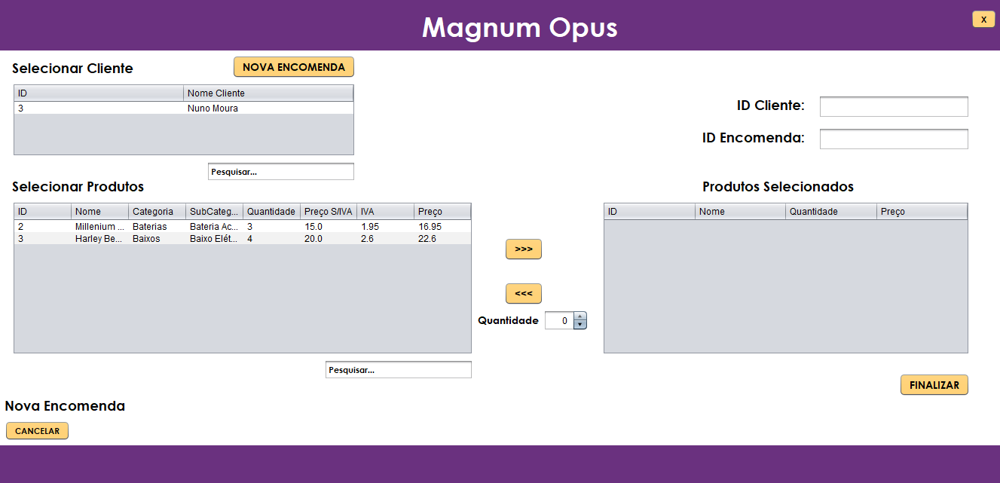 Magnum Opus
X
Selecionar Cliente
NOVA ENCOMENDA
ID Nome Cliente
3 Nuno Moura
Pesquisar...
ID Cliente:
ID Encomenda:
Selecionar Produtos
ID Nome Categoria SubCateg... Quantidade Preço S/IVA IVA Preço
2 Millenium ... Baterias Bateria Ac... 3 15.0 1.95 16.95
3 Harley Be... Baixos Baixo Elét... 4 20.0 2.6 22.6
Pesquisar...
>>>
<<<
Quantidade 0
Produtos Selecionados
ID Nome Quantidade Preço
FINALIZAR
Nova Encomenda
CANCELAR